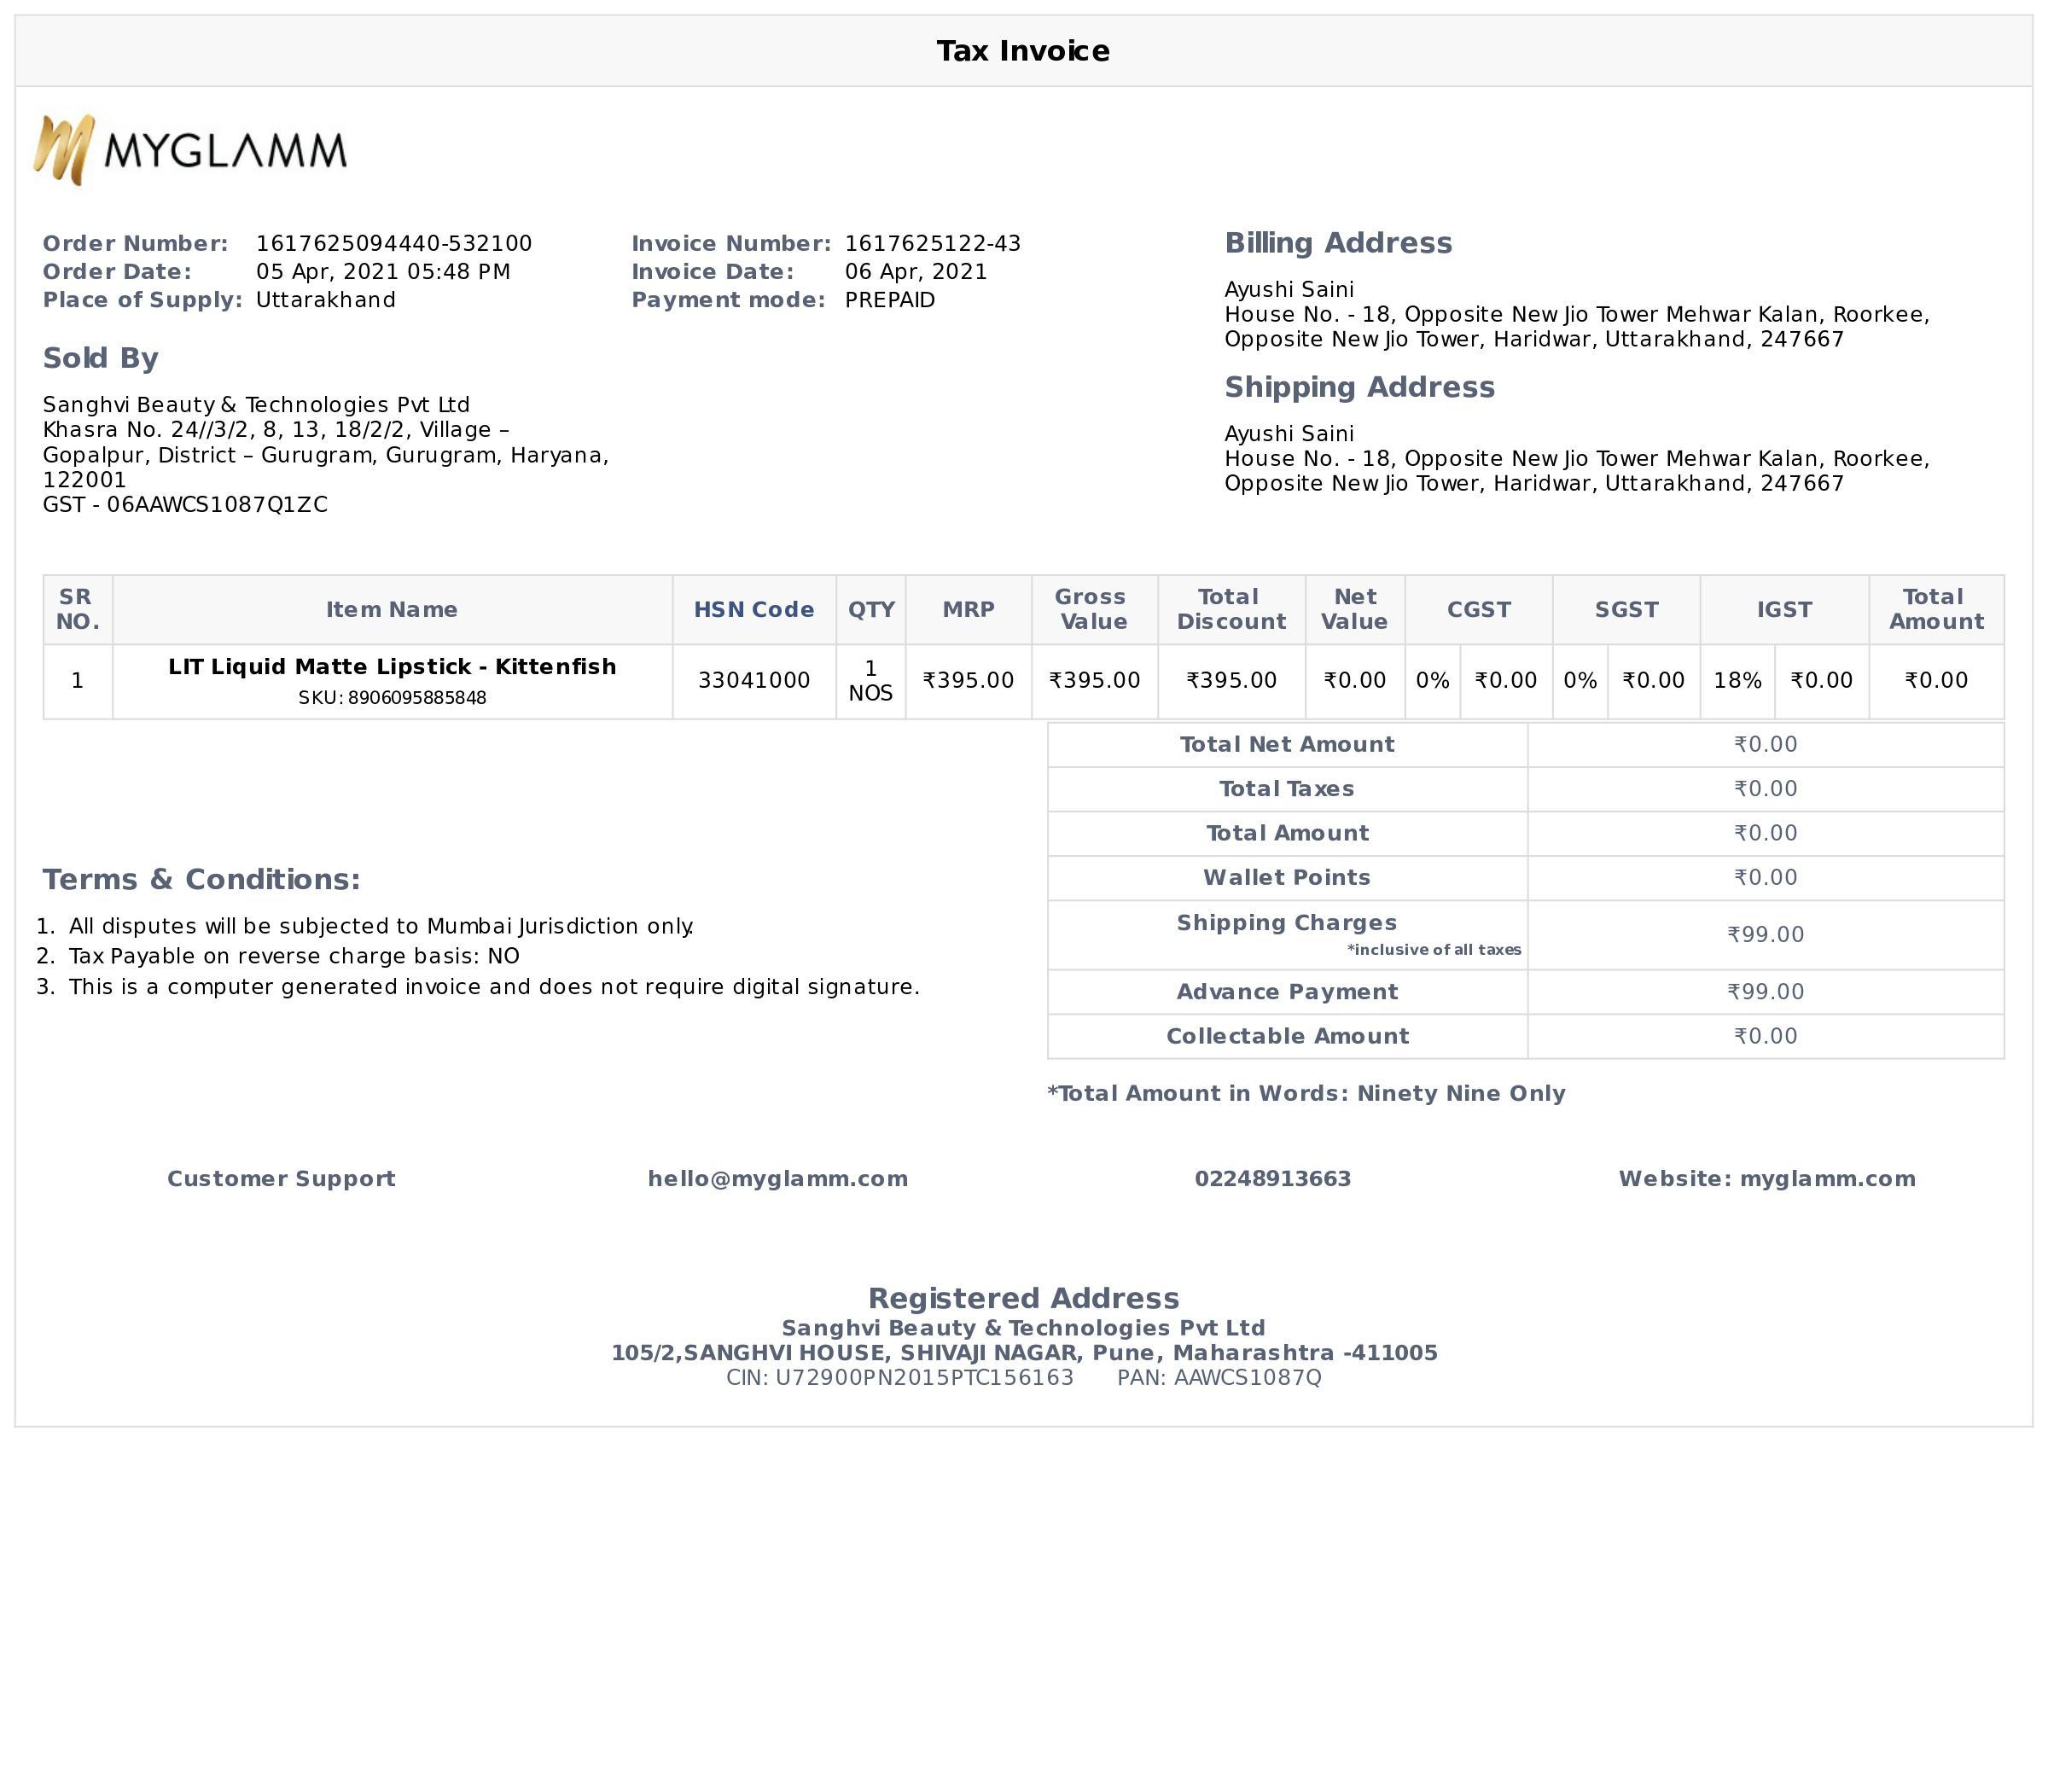 Tax Invoice
MYGLAMM
Order Number: 1617625094440-532100
Order Date: 05 Apr, 2021 05:48 PM
Place of Supply: Uttarakhand
Invoice Number: 1617625122-43
Invoice Date: 06 Apr, 2021
Payment mode: PREPAID
Sold By
Sanghvi Beauty & Technologies Pvt Ltd
Khasra No. 24//3/2, 8, 13, 18/2/2, Village –
Gopalpur, District – Gurugram, Gurugram, Haryana,
122001
GST - 06AAWCS1087Q1ZC
Billing Address
Ayushi Saini
House No. - 18, Opposite New Jio Tower Mehwar Kalan, Roorkee,
Opposite New Jio Tower, Haridwar, Uttarakhand, 247667
Shipping Address
Ayushi Saini
House No. - 18, Opposite New Jio Tower Mehwar Kalan, Roorkee,
Opposite New Jio Tower, Haridwar, Uttarakhand, 247667
SR NO. Item Name HSN Code QTY MRP Gross Value Total Discount Net Value CGST SGST IGST Total Amount
1 LIT Liquid Matte Lipstick - Kittenfish 33041000 1 NOS ₹395.00 ₹395.00 ₹395.00 ₹0.00 0% ₹0.00 0% ₹0.00 18% ₹0.00 ₹0.00
SKU: 8906095885848
Total Net Amount ₹0.00
Total Taxes ₹0.00
Total Amount ₹0.00
Wallet Points ₹0.00
Shipping Charges ₹99.00
*inclusive of all taxes
Advance Payment ₹99.00
Collectable Amount ₹0.00
*Total Amount in Words: Ninety Nine Only
Terms & Conditions:
1. All disputes will be subjected to Mumbai Jurisdiction only.
2. Tax Payable on reverse charge basis: NO
3. This is a computer generated invoice and does not require digital signature.
Customer Support hello@myglamm.com 02248913663 Website: myglamm.com
Registered Address
Sanghvi Beauty & Technologies Pvt Ltd
105/2,SANGHVI HOUSE, SHIVAJI NAGAR, Pune, Maharashtra -411005
CIN: U72900PN2015PTC156163 PAN: AAWCS1087Q